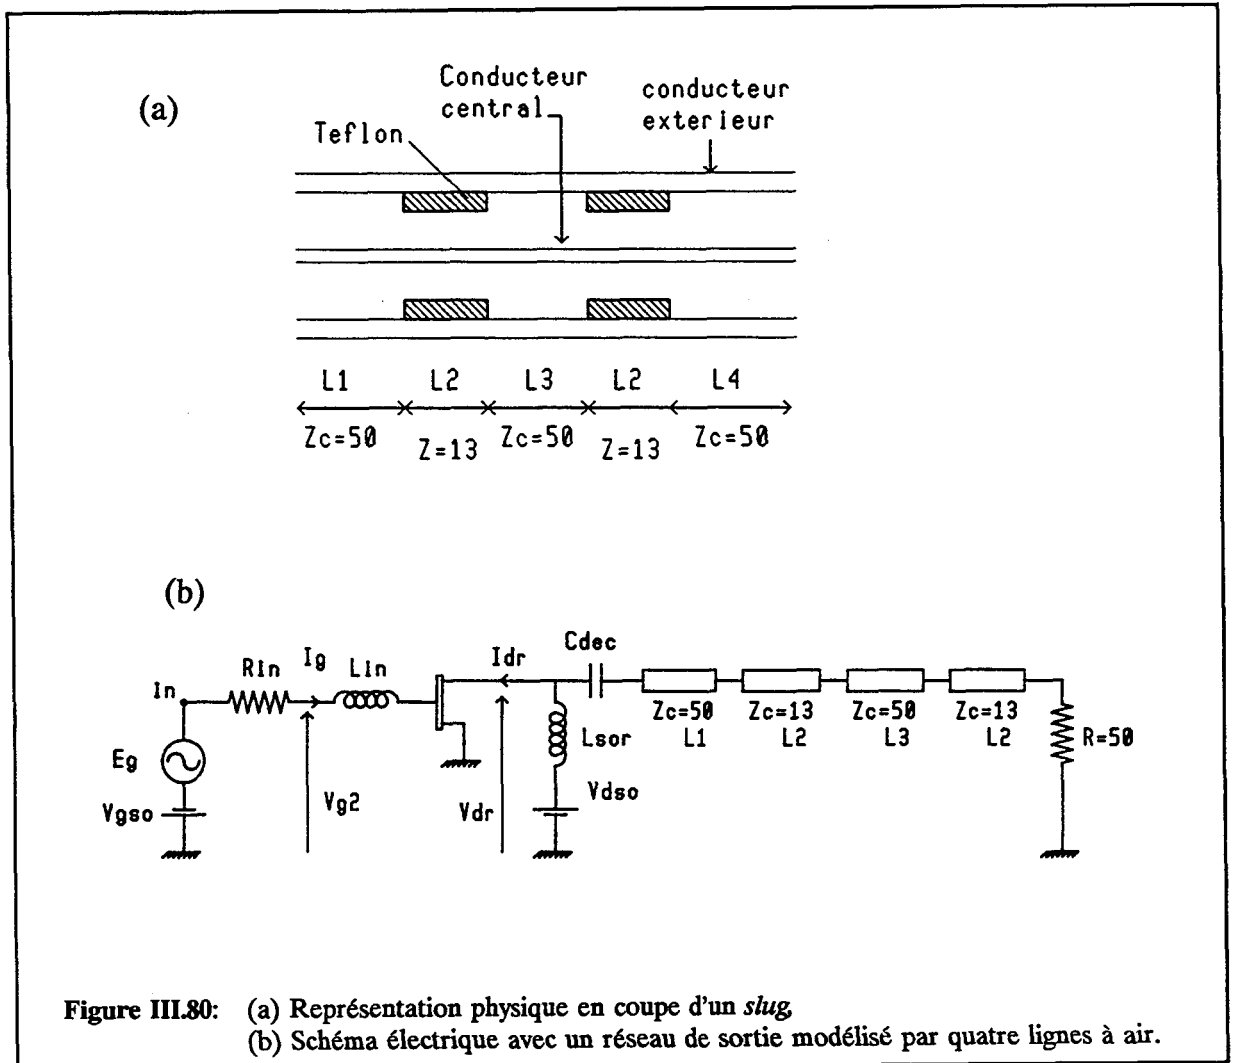 (a)
Conducteur
central
conducteur
exterieur
Teflon
L1 L2 L3 L2 L4
Zc=50 Z=13 Zc=50 Z=13 Zc=50
(b)
Cdec
RIn Ig LIn Idr
In
Zc=50 Zc=13 Zc=50 Zc=13
Lsor L1 L2 L3 L2 R=50
Eg
Vdso
Vgso Vg2 Vdr
Figure III.80: (a) Représentation physique en coupe d'un slug,
(b) Schéma électrique avec un réseau de sortie modélisé par quatre lignes à air.